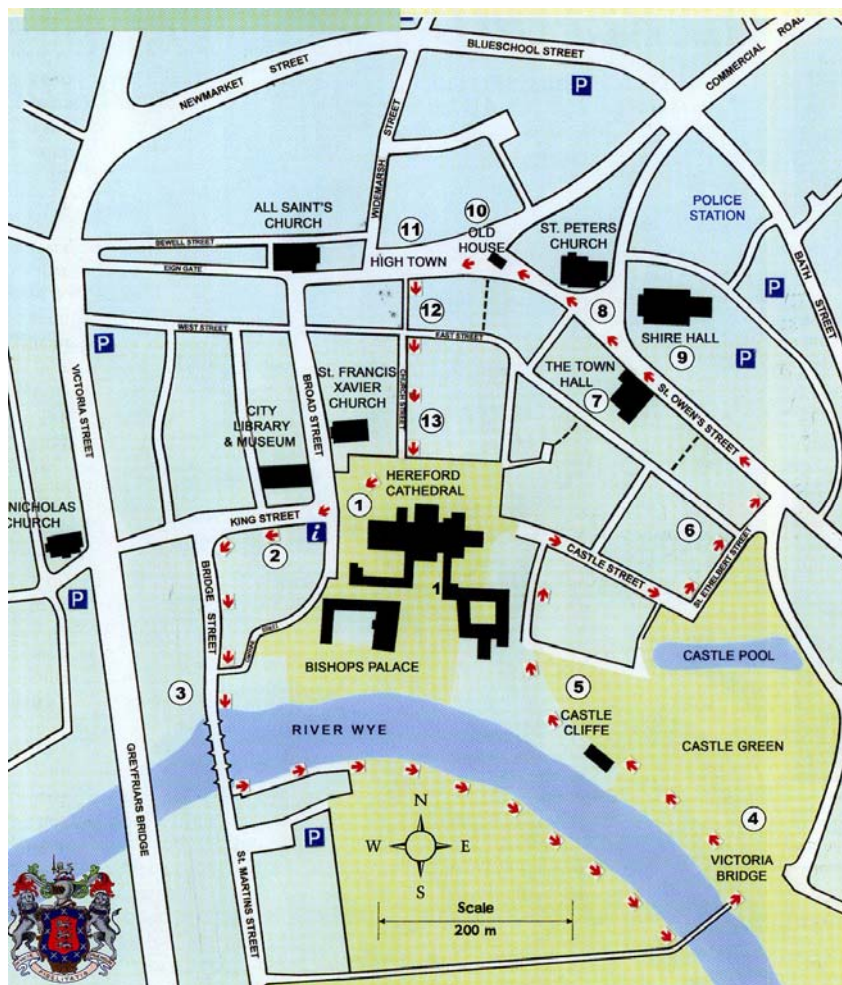 BLUESCHOOL STREET
COMMERCIAL ROAD
NEWMARKET STREET
P
WIDEMARSH STREET
POLICE
STATION
ALL SAINT'S
CHURCH
10
OLD
HOUSE
ST. PETERS
CHURCH
11
BEWELL STREET
HIGH TOWN
EIGN GATE
BATH STREET
P
12
8
SHIRE HALL
9
P
WEST STREET
EAST STREET
P
VICTORIA STREET
BROAD STREET
St. FRANCIS
XAVIER
CHURCH
CHURCH STREET
THE TOWN
HALL
7
St. OWEN'S STREET
CITY
LIBRARY
& MUSEUM
13
HEREFORD
CATHEDRAL
1
NICHOLAS
CHURCH
KING STREET
i
2
6
CASTLE STREET
St. ETHELBERT STREET
BRIDGE STREET
P
1
BISHOPS PALACE
CASTLE POOL
3
5
CASTLE
CLIFFE
RIVER WYE
CASTLE GREEN
GREYFRIARS BRIDGE
4
VICTORIA
BRIDGE
P
N
W
E
S
St. MARTINS STREET
Scale
200 m